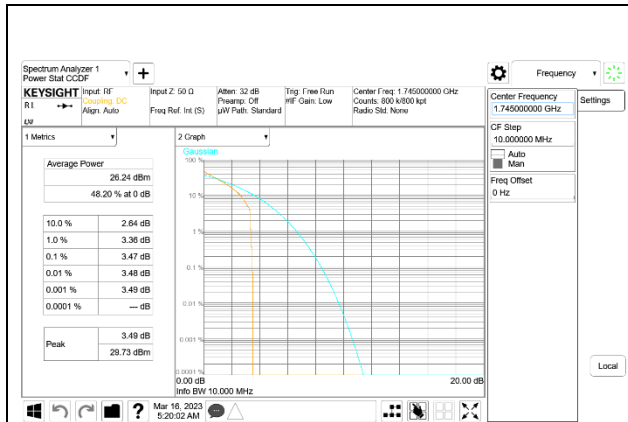 Spectrum Analyzer 1
Power Stat CCDF
Frequency
KEYSIGHT
Input: RF
Coupling: DC
Align: Auto
Input Z: 50 Ω
Freq Ref: Int (S)
Atten: 32 dB
Preamp: Off
µW Path: Standard
Trig: Free Run
#IF Gain: Low
Center Freq: 1.745000000 GHz
Counts: 800 k/800 kpt
Radio Std: None
Center Frequency
1.745000000 GHz
Settings
CF Step
10.000000 MHz
Auto
Man
Freq Offset
0 Hz
Local
1 Metrics
Average Power
26.24 dBm
48.20 % at 0 dB
10.0 % 2.64 dB
1.0 % 3.36 dB
0.1 % 3.47 dB
0.01 % 3.48 dB
0.001 % 3.49 dB
0.0001 % --- dB
Peak
3.49 dB
29.73 dBm
2 Graph
Gaussian
100 %
10 %
1 %
0.1 %
0.01 %
0.001 %
0.0001 %
0.00 dB
20.00 dB
Info BW 10.000 MHz
Mar 16, 2023
5:20:02 AM